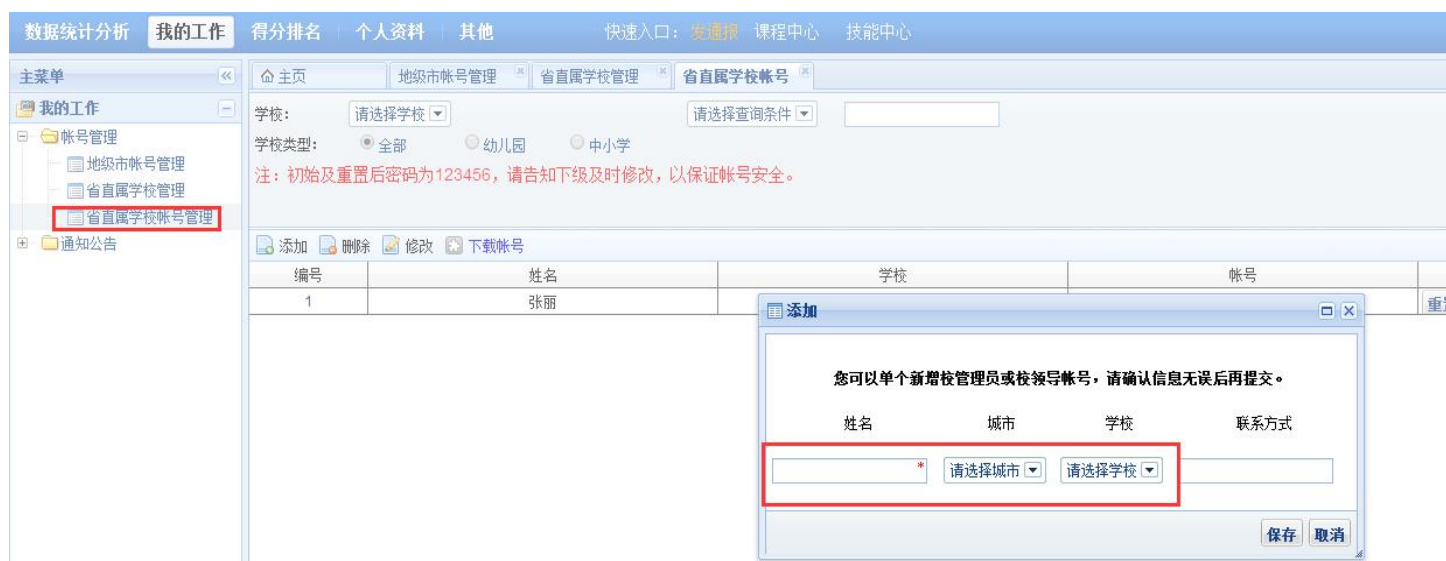 数据统计分析 我的工作 得分排名 个人资料 其他 快速入口： 发通报 课程中心 技能中心
主菜单
主页 地级市帐号管理 省直属学校管理 省直属学校帐号
我的工作
帐号管理
地级市帐号管理
省直属学校管理
省直属学校帐号管理
通知公告
学校： 请选择学校 请选择查询条件
学校类型： 全部 幼儿园 中小学
注：初始及重置后密码为123456，请告知下级及时修改，以保证帐号安全。
添加 删除 修改 下载帐号
编号 姓名 学校 帐号
1 张丽
添加
您可以单个新增校管理员或校领导帐号，请确认信息无误后再提交。
姓名 城市 学校 联系方式
* 请选择城市 请选择学校
保存 取消